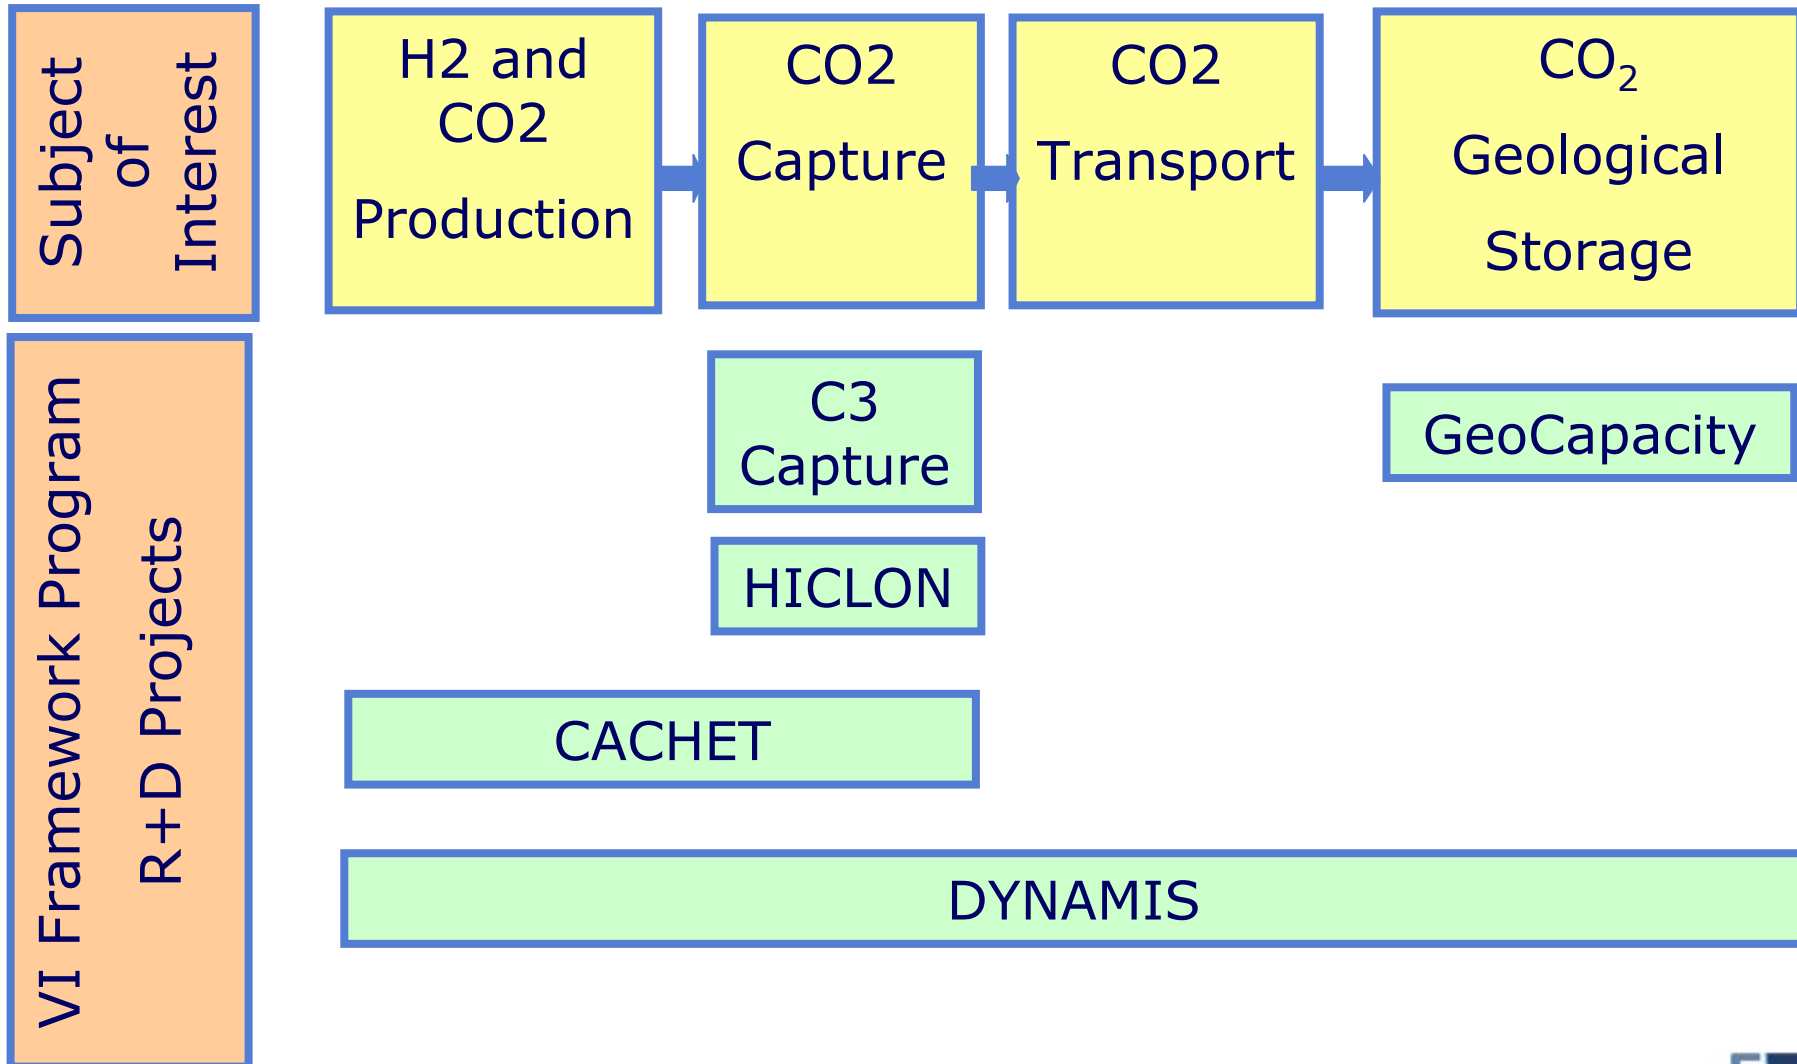 Subject
of
Interest
H2 and
CO2
Production
CO2
Capture
CO2
Transport
CO₂
Geological
Storage
VI Framework Program
R+D Projects
C3
Capture
GeoCapacity
HICLON
CACHET
DYNAMIS